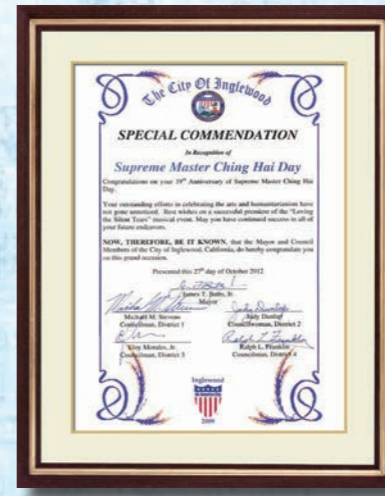 The City Of Inglewood
SPECIAL COMMENDATION
In Recognition of
Supreme Master Ching Hai Day
Congratulations on your 19th Anniversary of Supreme Master Ching Hai
Day.
Your outstanding efforts in celebrating the arts and humanitarianism have
not gone unnoticed. Best wishes on a successful premiere of the "Loving
the Silent Tears" musical event. May you have continued success in all of
your future endeavors.
NOW, THEREFORE, BE IT KNOWN, that the Mayor and Council
Members of the City of Inglewood, California, do hereby congratulate you
on this grand occasion.
Presented this 27th day of October 2012
James T. Butts, Jr.
Mayor
Judy Dunlap
Michael M. Stevens Judy Dunlap
Councilman, District 1 Councilwoman, District 2
Ralph L. Franklin
Eloy Morales, Jr. Ralph L. Franklin
Councilman, District 3 Councilman, District 4
Inglewood
2009